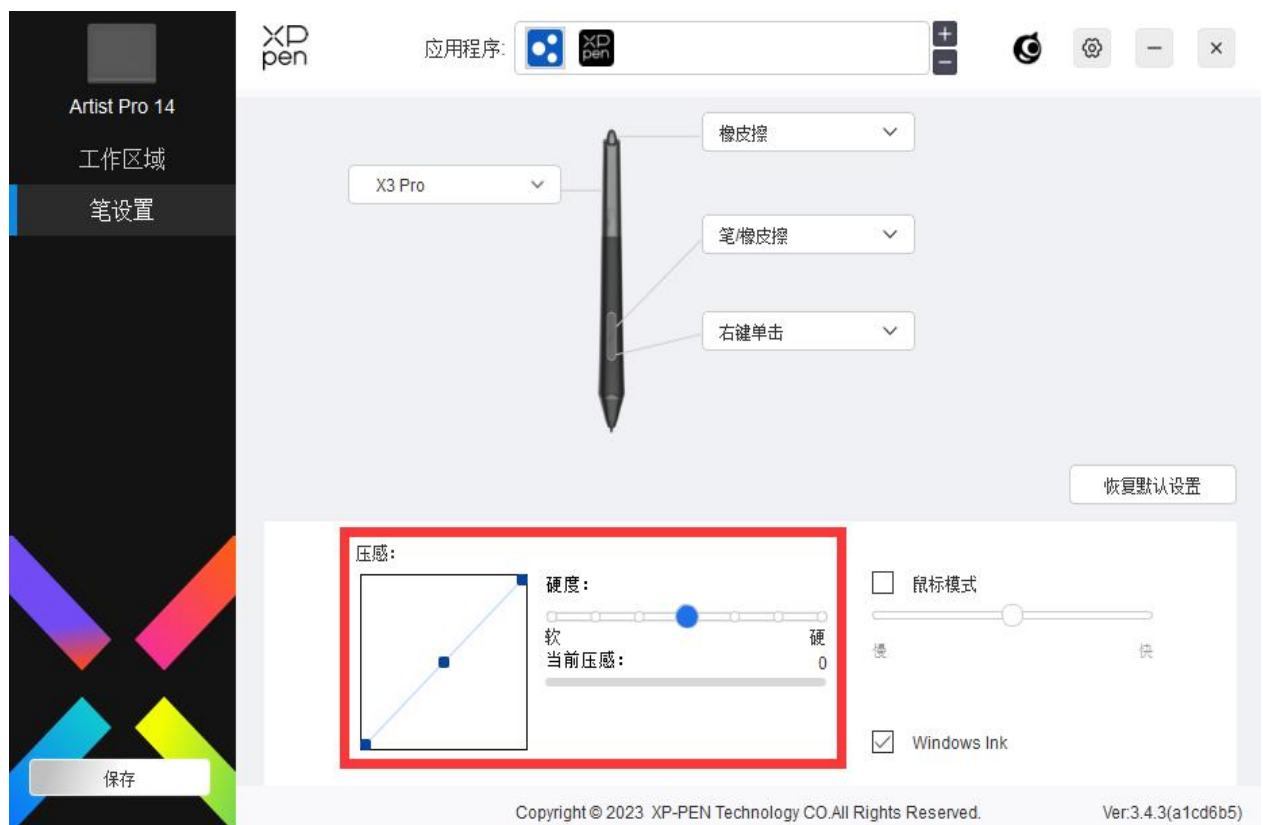 XP
pen
应用程序:
XP
pen
+
−
Artist Pro 14
工作区域
笔设置
橡皮擦
X3 Pro
笔/橡皮擦
右键单击
恢复默认设置
压感:
硬度:
软 硬
当前压感: 0
鼠标模式
慢 快
Windows Ink
保存
Copyright © 2023 XP-PEN Technology CO.All Rights Reserved.
Ver:3.4.3(a1cd6b5)